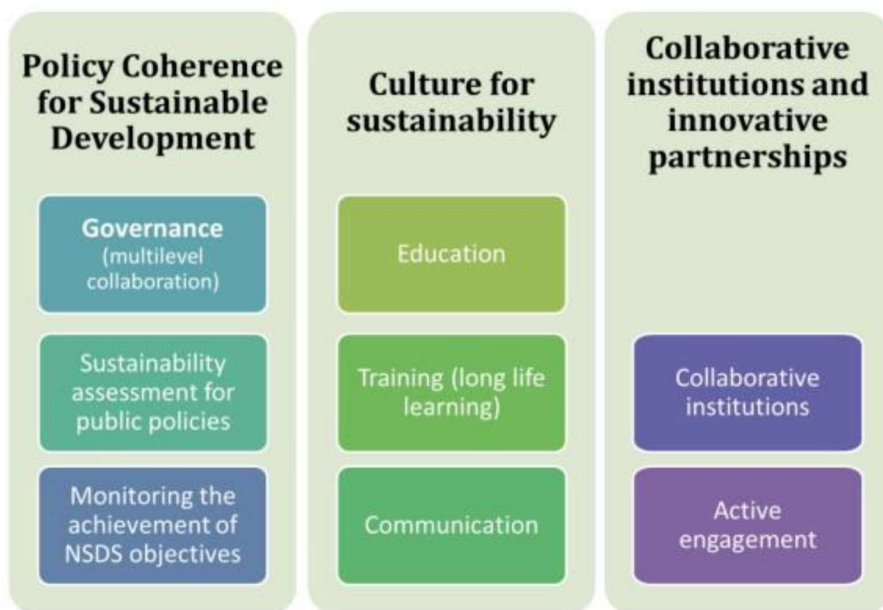 Policy Coherence
for Sustainable
Development
Governance
(multilevel
collaboration)
Sustainability
assessment for
public policies
Monitoring the
achievement of
NSDS objectives
Culture for
sustainability
Education
Training (long life
learning)
Communication
Collaborative
institutions and
innovative
partnerships
Collaborative
institutions
Active
engagement